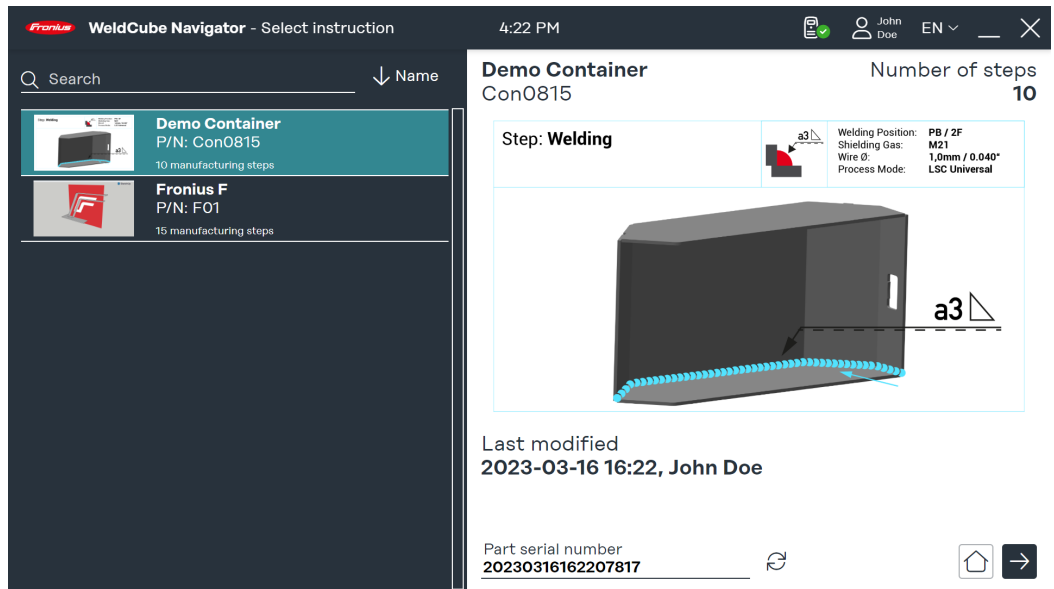 Fronius WeldCube Navigator - Select instruction 4:22 PM John Doe EN
Search Name
Demo Container
P/N: Con0815
10 manufacturing steps
Fronius F
P/N: F01
15 manufacturing steps
Demo Container Number of steps
Con0815 10
Step: Welding
a3
Welding Position: PB / 2F
Shielding Gas: M21
Wire Ø: 1,0mm / 0.040"
Process Mode: LSC Universal
a3
Last modified
2023-03-16 16:22, John Doe
Part serial number
20230316162207817